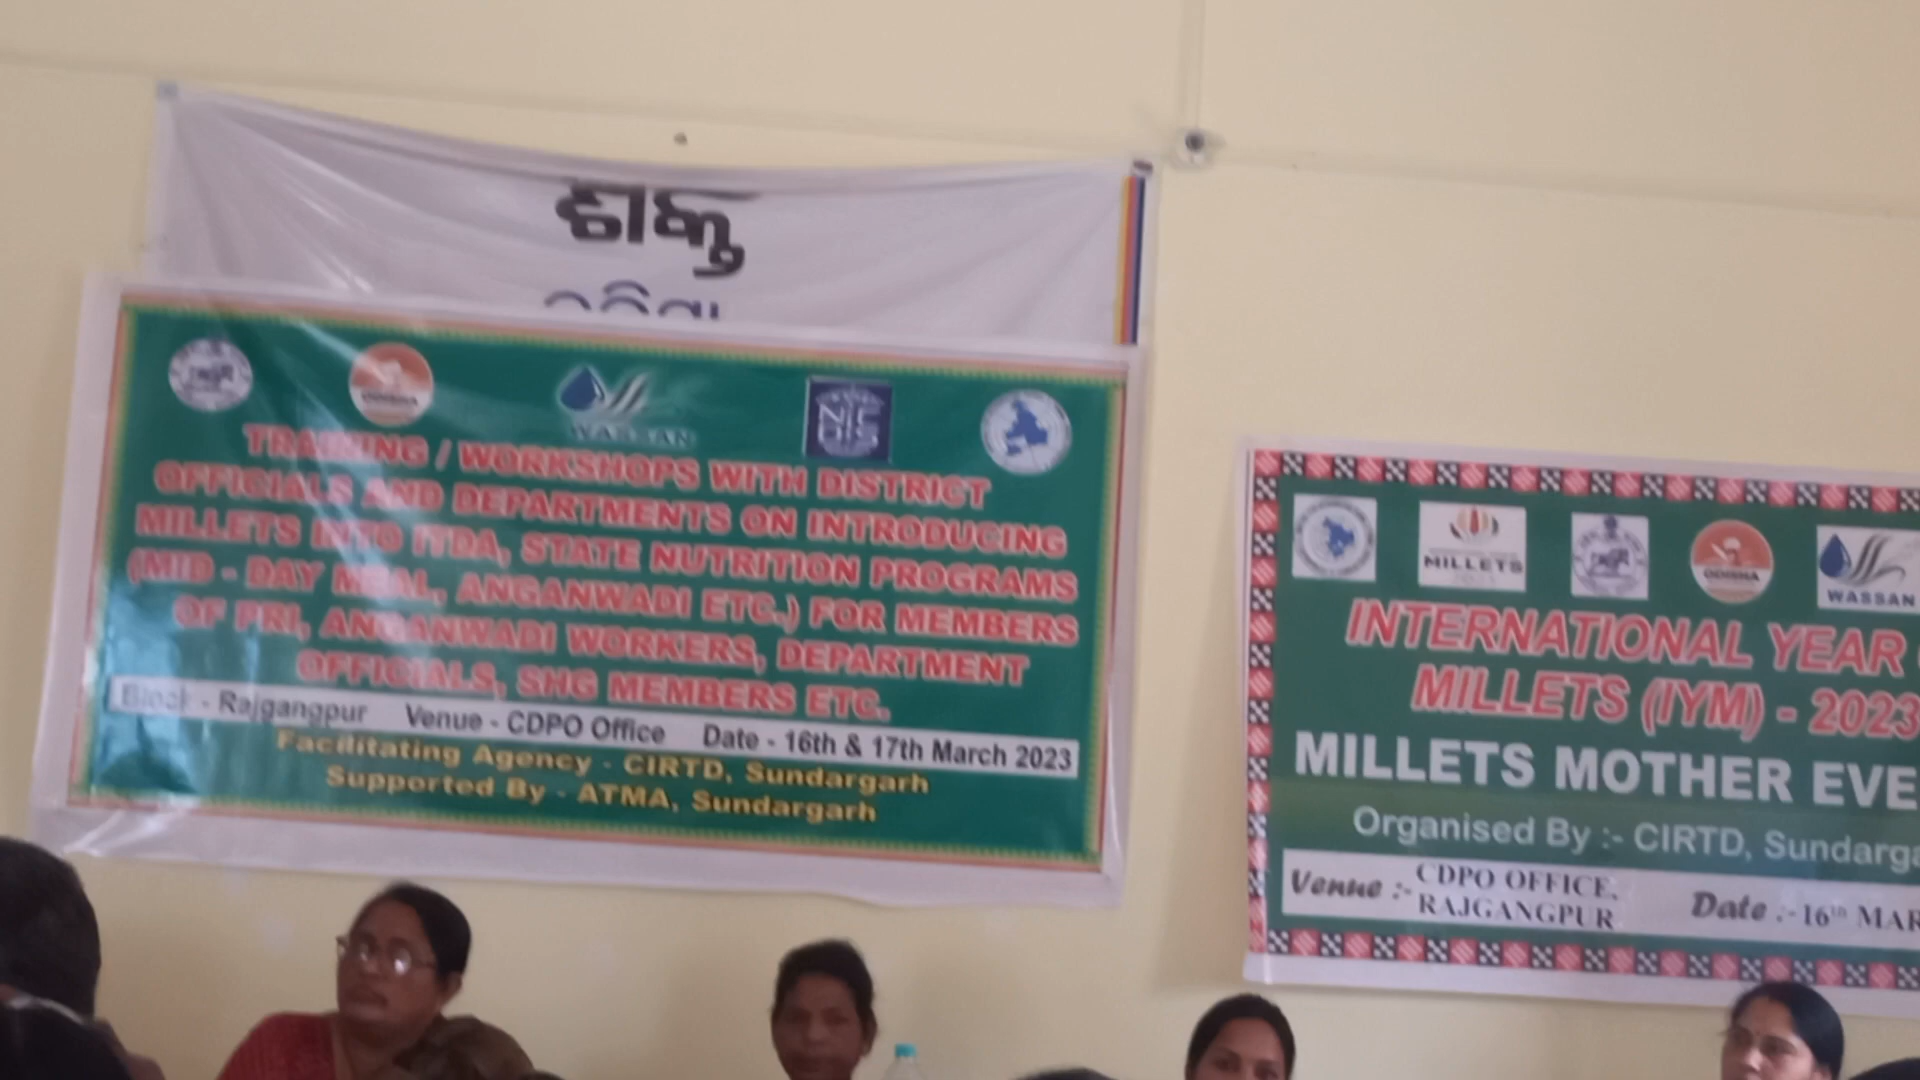 ଶକ୍ତି
WASSAN
NIC
TRAINING / WORKSHOPS WITH DISTRICT
OFFICIALS AND DEPARTMENTS ON INTRODUCING
MILLETS INTO ITDA, STATE NUTRITION PROGRAMS
(MID - DAY MEAL, ANGANWADI ETC.) FOR MEMBERS
OF PRI, ANGANWADI WORKERS, DEPARTMENT
OFFICIALS, SHG MEMBERS ETC.
Block - Rajgangpur Venue - CDPO Office Date - 16th & 17th March 2023
Facilitating Agency - CIRTD, Sundargarh
Supported By - ATMA, Sundargarh
MILLETS
ODISHA
WASSAN
INTERNATIONAL YEAR
MILLETS (IYM) - 2023
MILLETS MOTHER EVE
Organised By :- CIRTD, Sundarga
Venue :- CDPO OFFICE,
RAJGANGPUR
Date :- 16th MAR